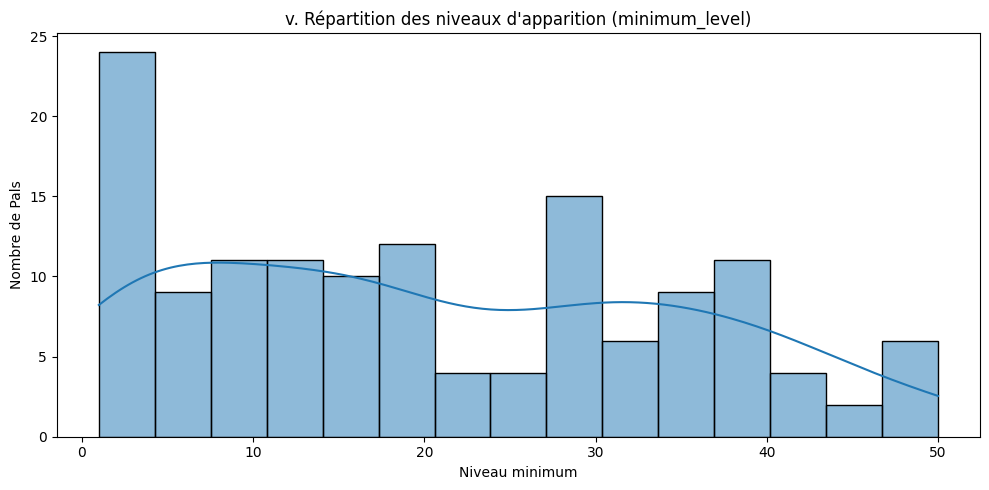 v. Répartition des niveaux d'apparition (minimum_level)
25
20
15
10
5
0
Nombre de Pals
0 10 20 30 40 50
Niveau minimum